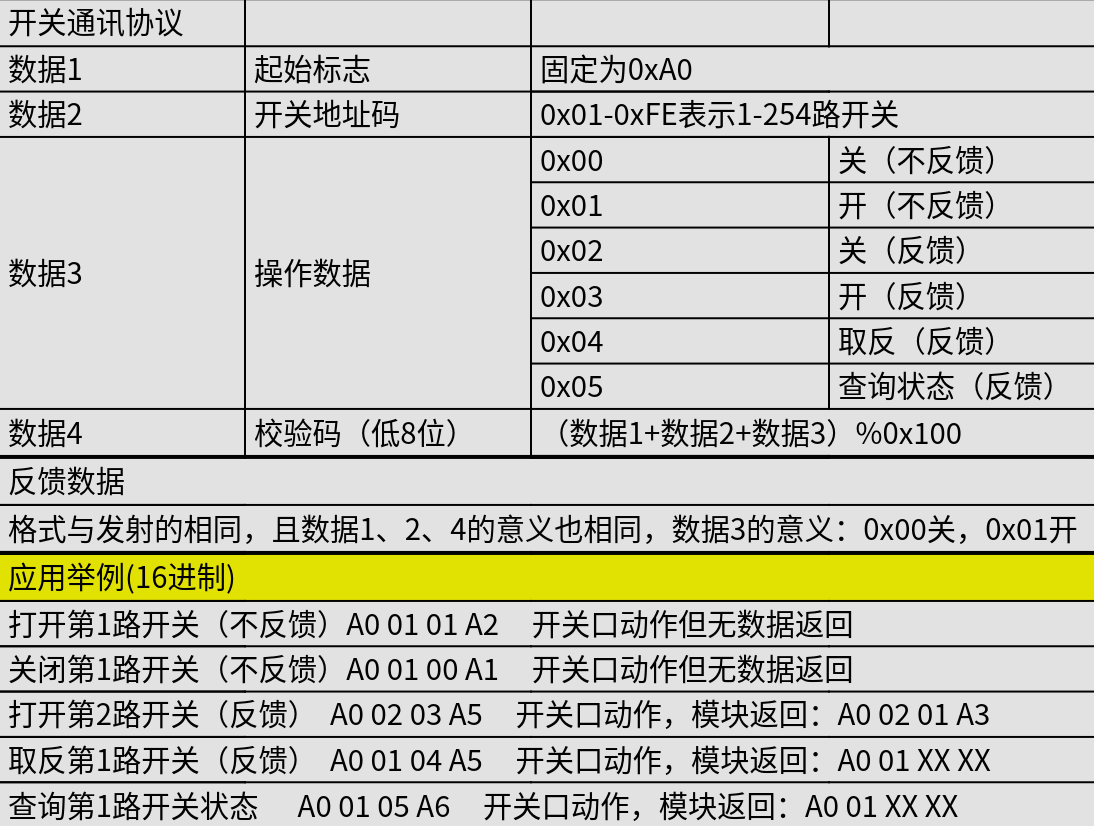 开关通讯协议
数据1 起始标志 固定为0xA0
数据2 开关地址码 0x01-0xFE表示1-254路开关
数据3 操作数据
0x00 关（不反馈）
0x01 开（不反馈）
0x02 关（反馈）
0x03 开（反馈）
0x04 取反（反馈）
0x05 查询状态（反馈）
数据4 校验码（低8位） （数据1+数据2+数据3）%0x100
反馈数据
格式与发射的相同，且数据1、2、4的意义也相同，数据3的意义：0x00关，0x01开
应用举例(16进制)
打开第1路开关（不反馈）A0 01 01 A2 开关口动作但无数据返回
关闭第1路开关（不反馈）A0 01 00 A1 开关口动作但无数据返回
打开第2路开关（反馈） A0 02 03 A5 开关口动作，模块返回：A0 02 01 A3
取反第1路开关（反馈） A0 01 04 A5 开关口动作，模块返回：A0 01 XX XX
查询第1路开关状态 A0 01 05 A6 开关口动作，模块返回：A0 01 XX XX